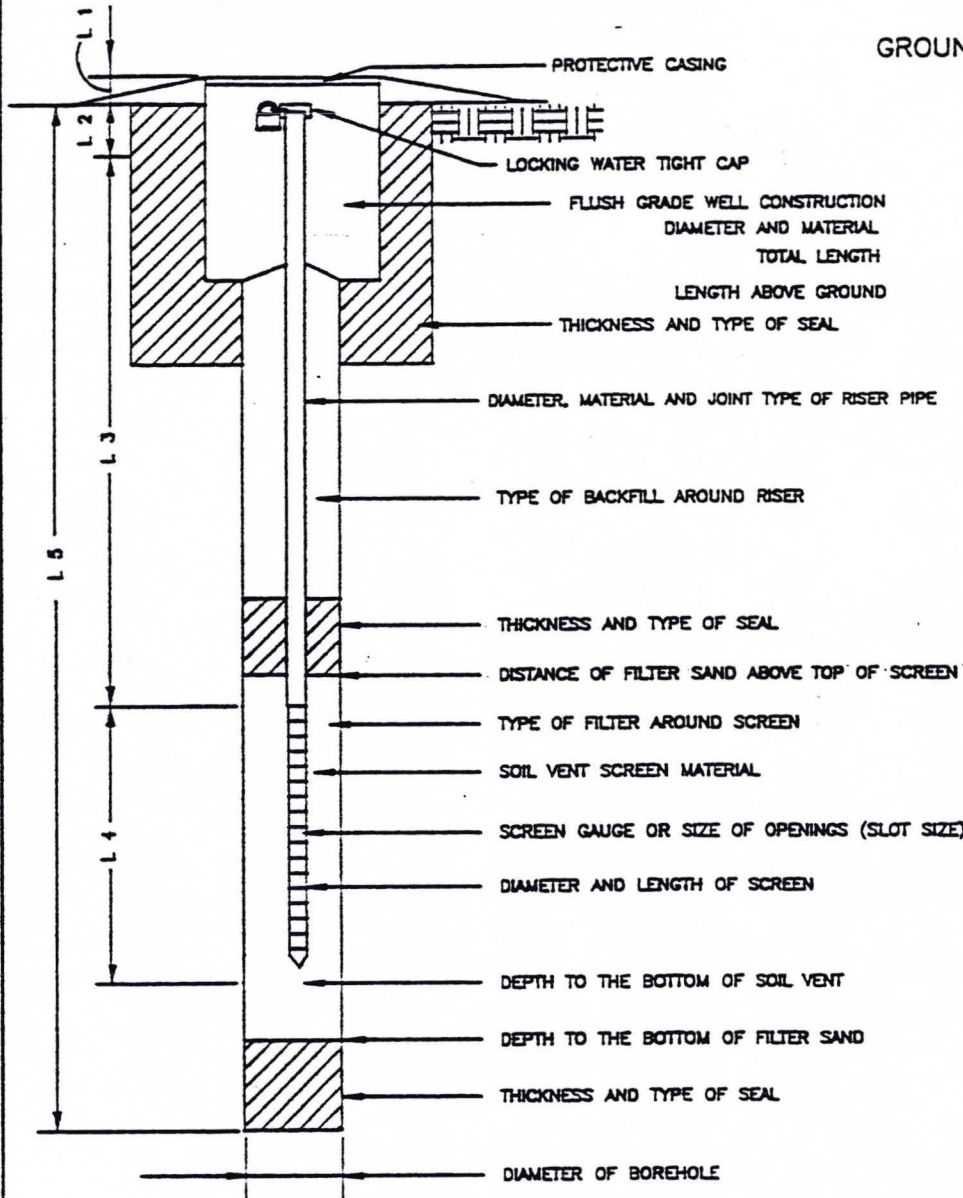 GROUN
L 1
PROTECTIVE CASING
L 2
LOCKING WATER TIGHT CAP
FLUSH GRADE WELL CONSTRUCTION
DIAMETER AND MATERIAL
TOTAL LENGTH
LENGTH ABOVE GROUND
THICKNESS AND TYPE OF SEAL
DIAMETER, MATERIAL AND JOINT TYPE OF RISER PIPE
L 3
TYPE OF BACKFILL AROUND RISER
L 5
THICKNESS AND TYPE OF SEAL
DISTANCE OF FILTER SAND ABOVE TOP OF SCREEN
TYPE OF FILTER AROUND SCREEN
SOIL VENT SCREEN MATERIAL
SCREEN GAUGE OR SIZE OF OPENINGS (SLOT SIZE)
L 4
DIAMETER AND LENGTH OF SCREEN
DEPTH TO THE BOTTOM OF SOIL VENT
DEPTH TO THE BOTTOM OF FILTER SAND
THICKNESS AND TYPE OF SEAL
DIAMETER OF BOREHOLE